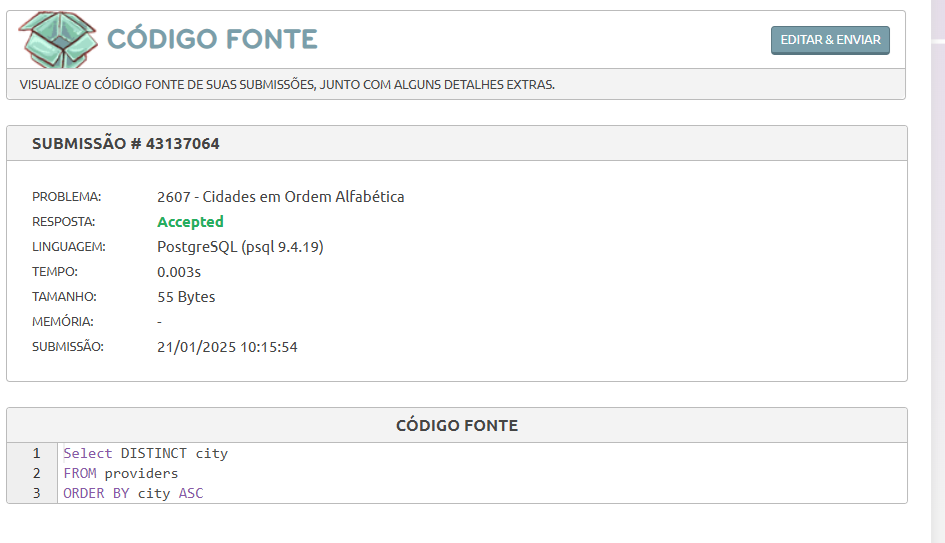 CÓDIGO FONTE
EDITAR & ENVIAR
VISUALIZE O CÓDIGO FONTE DE SUAS SUBMISSÕES, JUNTO COM ALGUNS DETALHES EXTRAS.
SUBMISSÃO # 43137064
PROBLEMA: 2607 - Cidades em Ordem Alfabética
RESPOSTA: Accepted
LINGUAGEM: PostgreSQL (psql 9.4.19)
TEMPO: 0.003s
TAMANHO: 55 Bytes
MEMÓRIA: -
SUBMISSÃO: 21/01/2025 10:15:54
CÓDIGO FONTE
1 Select DISTINCT city
2 FROM providers
3 ORDER BY city ASC